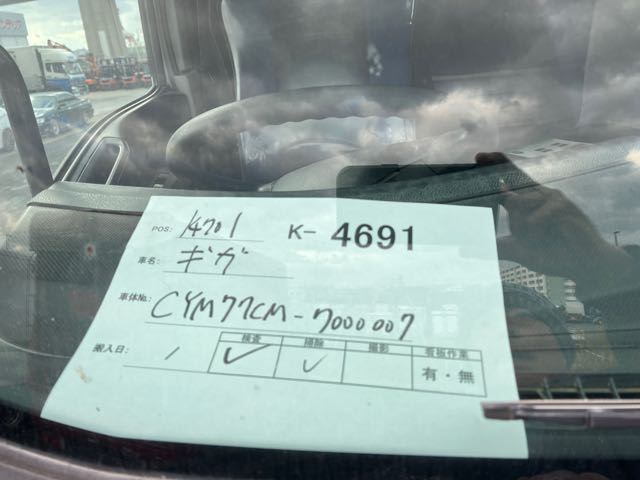 POS: 14701 K- 4691
車名: ギガ
車体No.: CYM77CM-7000007
搬入日: / 検査 掃除 撮影 看板作業
✓ ✓ 有・無